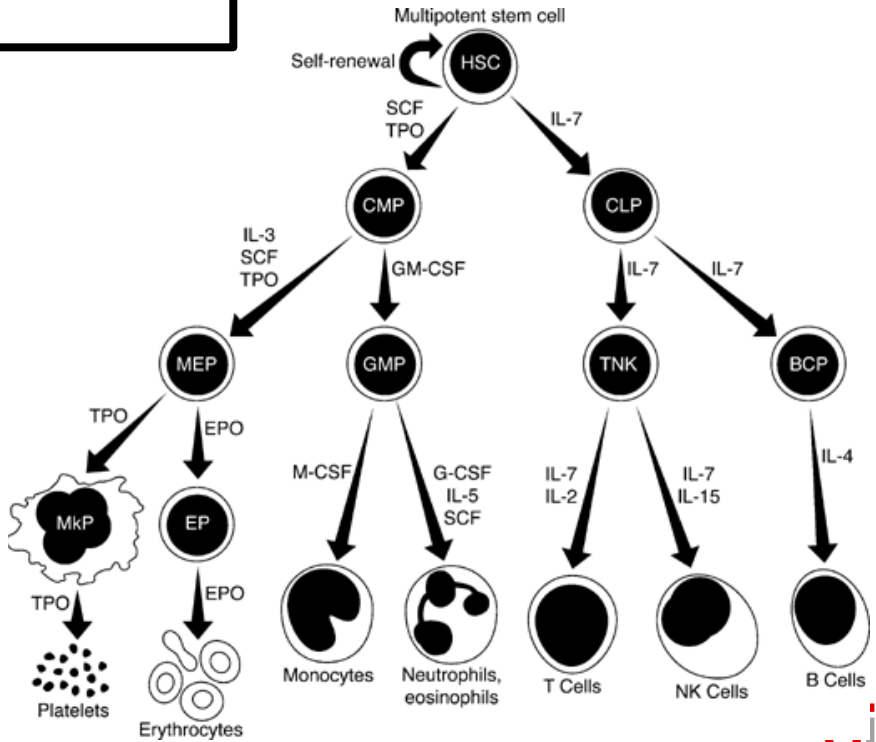 Multipotent stem cell
HSC
Self-renewal
SCF
TPO
IL-7
CMP
CLP
IL-3
SCF
TPO
GM-CSF
IL-7
IL-7
MEP
GMP
TNK
BCP
TPO
EPO
M-CSF
G-CSF
IL-5
SCF
IL-7
IL-2
IL-7
IL-15
IL-4
MkP
EP
TPO
EPO
Monocytes
Neutrophils,
eosinophils
T Cells
NK Cells
B Cells
Platelets
Erythrocytes